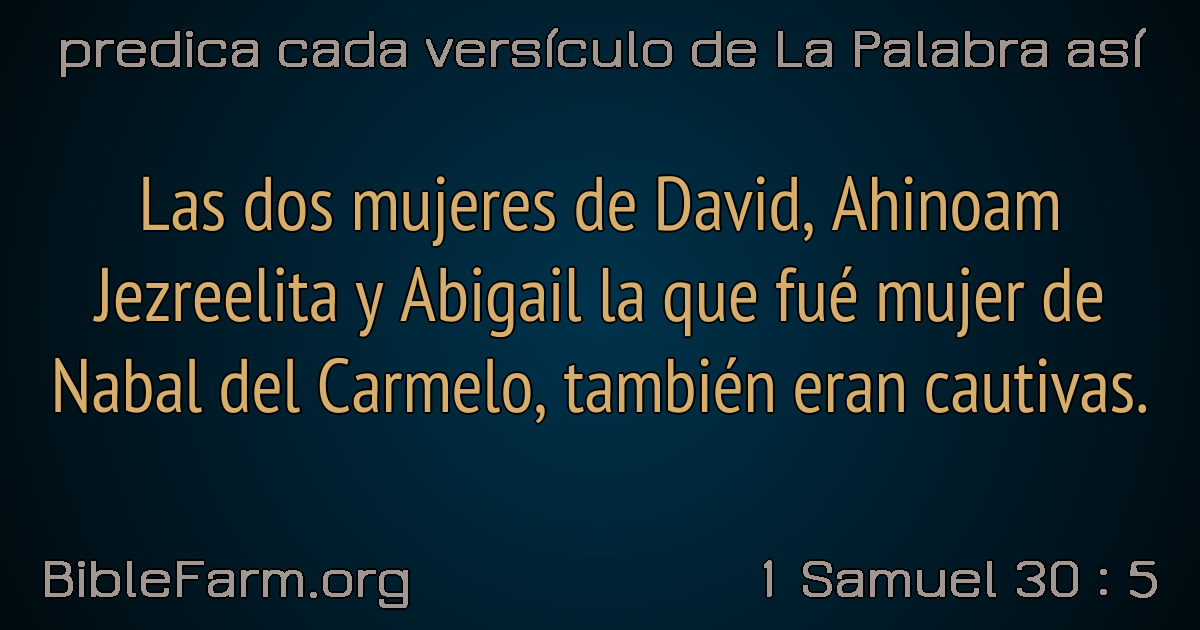 predica cada versículo de La Palabra así
Las dos mujeres de David, Ahinoam
Jezreelita y Abigail la que fué mujer de
Nabal del Carmelo, también eran cautivas.
BibleFarm.org
1 Samuel 30 : 5